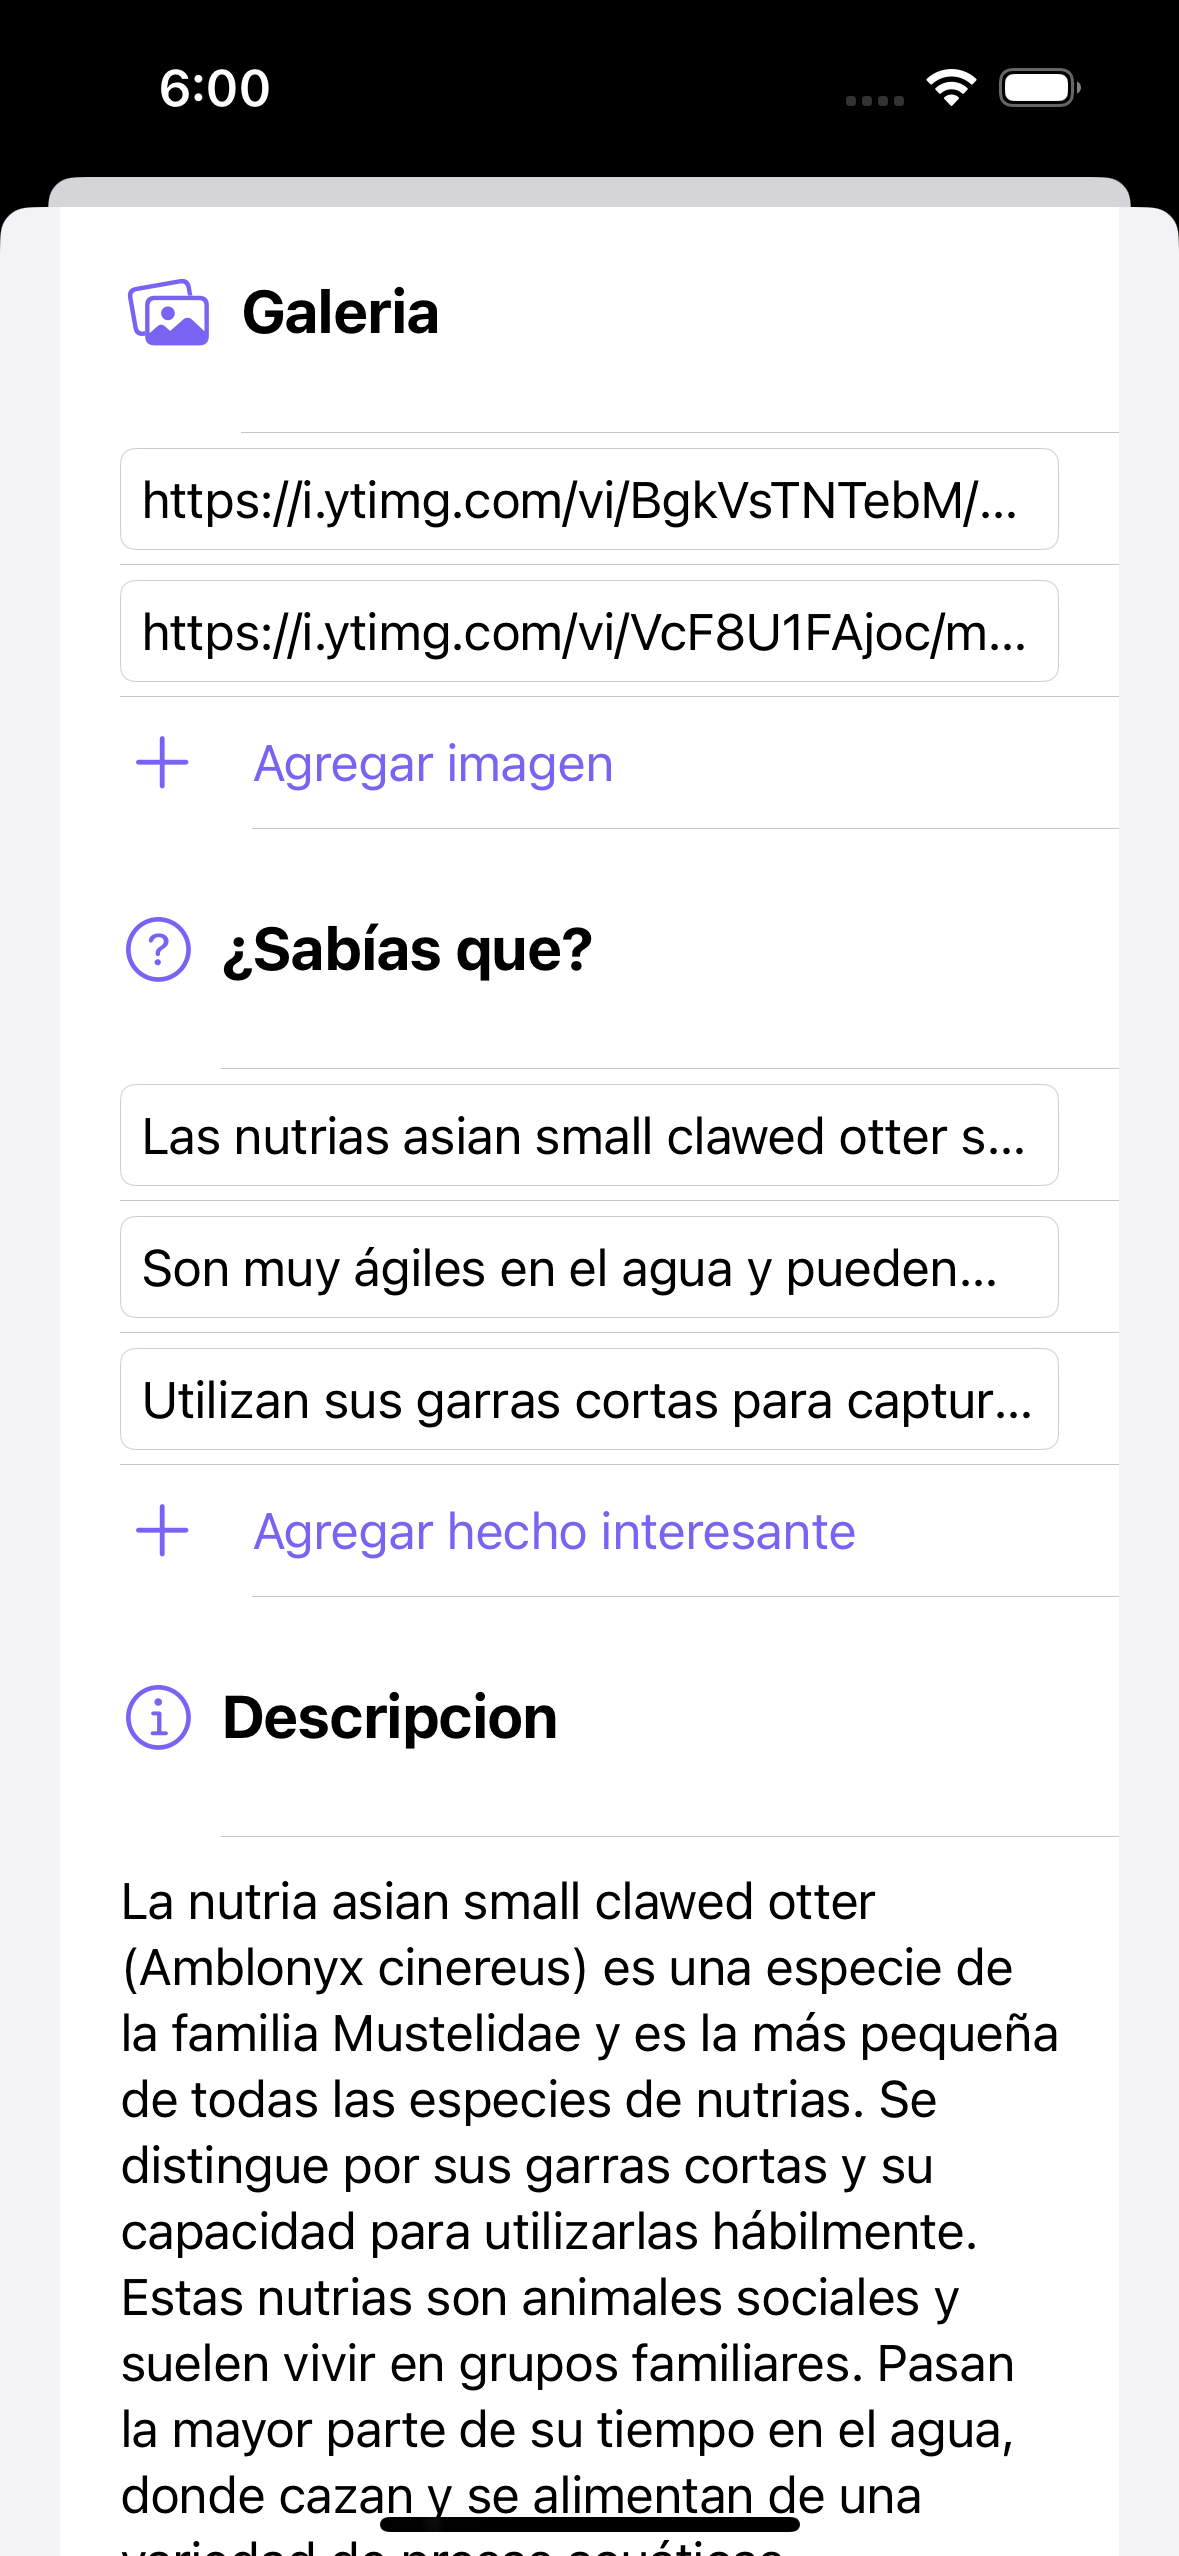 6:00
Galeria
https://i.ytimg.com/vi/BgkVsTNTebM/...
https://i.ytimg.com/vi/VcF8U1FAjoc/m...
Agregar imagen
¿Sabías que?
Las nutrias asian small clawed otter s...
Son muy ágiles en el agua y pueden...
Utilizan sus garras cortas para captur...
Agregar hecho interesante
Descripcion
La nutria asian small clawed otter
(Amblonyx cinereus) es una especie de
la familia Mustelidae y es la más pequeña
de todas las especies de nutrias. Se
distingue por sus garras cortas y su
capacidad para utilizarlas hábilmente.
Estas nutrias son animales sociales y
suelen vivir en grupos familiares. Pasan
la mayor parte de su tiempo en el agua,
donde cazan y se alimentan de una
variedad de presas acuáticas